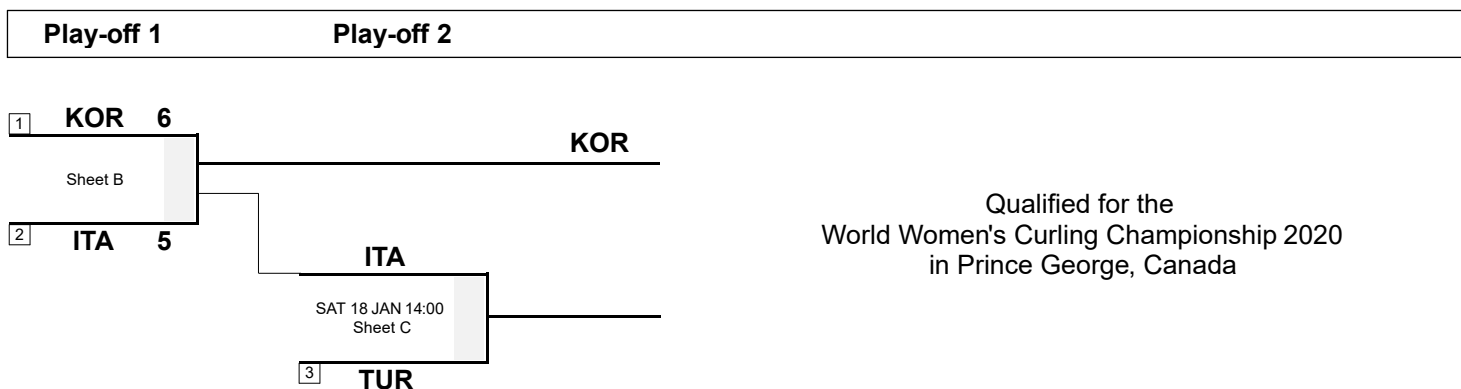 Play-off 1 Play-off 2
1 KOR 6
KOR
Sheet B
2 ITA 5
Qualified for the
World Women's Curling Championship 2020
in Prince George, Canada
ITA
SAT 18 JAN 14:00
Sheet C
3 TUR